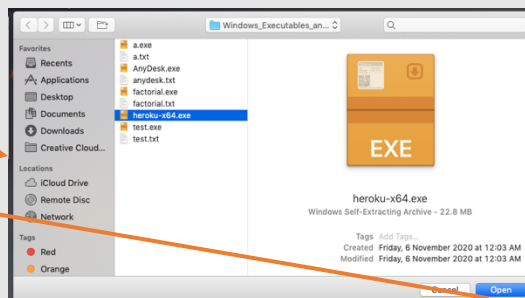 Windows_Executables_an...
Favorites
Recents
Applications
Desktop
Documents
Downloads
Creative Cloud...
Locations
iCloud Drive
Remote Disc
Network
Tags
Red
Orange
a.exe
a.txt
AnyDesk.exe
anydesk.txt
factorial.exe
factorial.txt
heroku-x64.exe
test.exe
test.txt
EXE
heroku-x64.exe
Windows Self-Extracting Archive - 22.8 MB
Tags Add Tags...
Created Friday, 6 November 2020 at 12:03 AM
Modified Friday, 6 November 2020 at 12:03 AM
Cancel Open